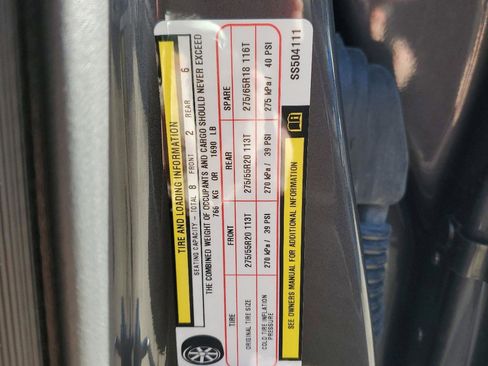 TIRE AND LOADING INFORMATION
SEATING CAPACITY - TOTAL 8 FRONT 2 REAR 6
THE COMBINED WEIGHT OF OCCUPANTS AND CARGO SHOULD NEVER EXCEED
766 KG OR 1690 LB
TIRE FRONT REAR SPARE
ORIGINAL TIRE SIZE 275/55R20 113T 275/55R20 113T 275/65R18 116T
COLD TIRE INFLATION PRESSURE 270 kPa / 39 PSI 270 kPa / 39 PSI 275 kPa / 40 PSI
SEE OWNERS MANUAL FOR ADDITIONAL INFORMATION
SS504111